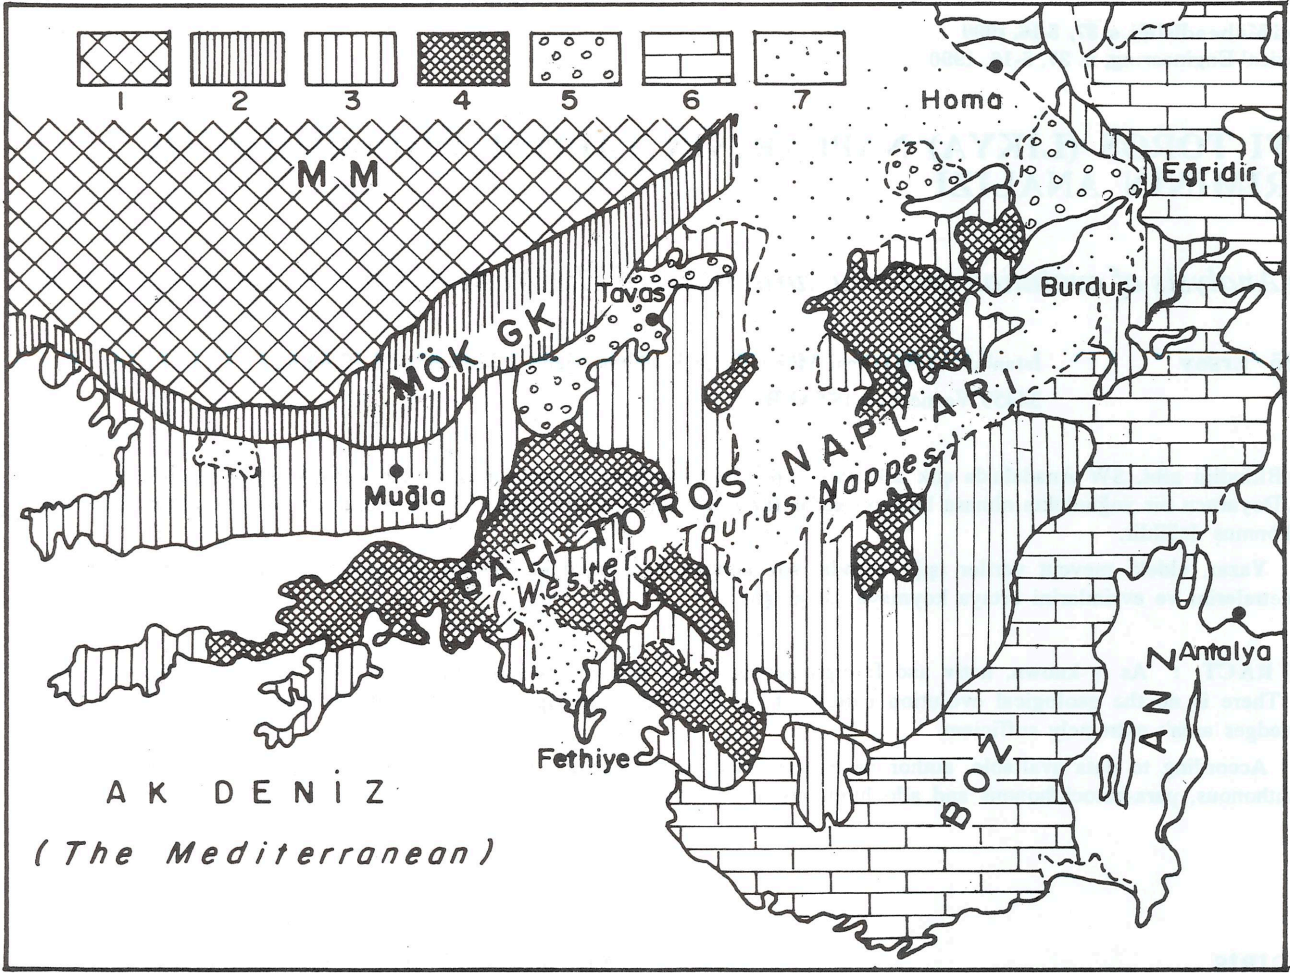 1 2 3 4 5 6 7
Homa
M M
Eğridir
Burdur
Tavas
MÖK GK
Muğla
BATI TOROS NAPLARI
Western Taurus Nappes
Antalya
ANZ
BOZ
Fethiye
AK DENİZ
(The Mediterranean)